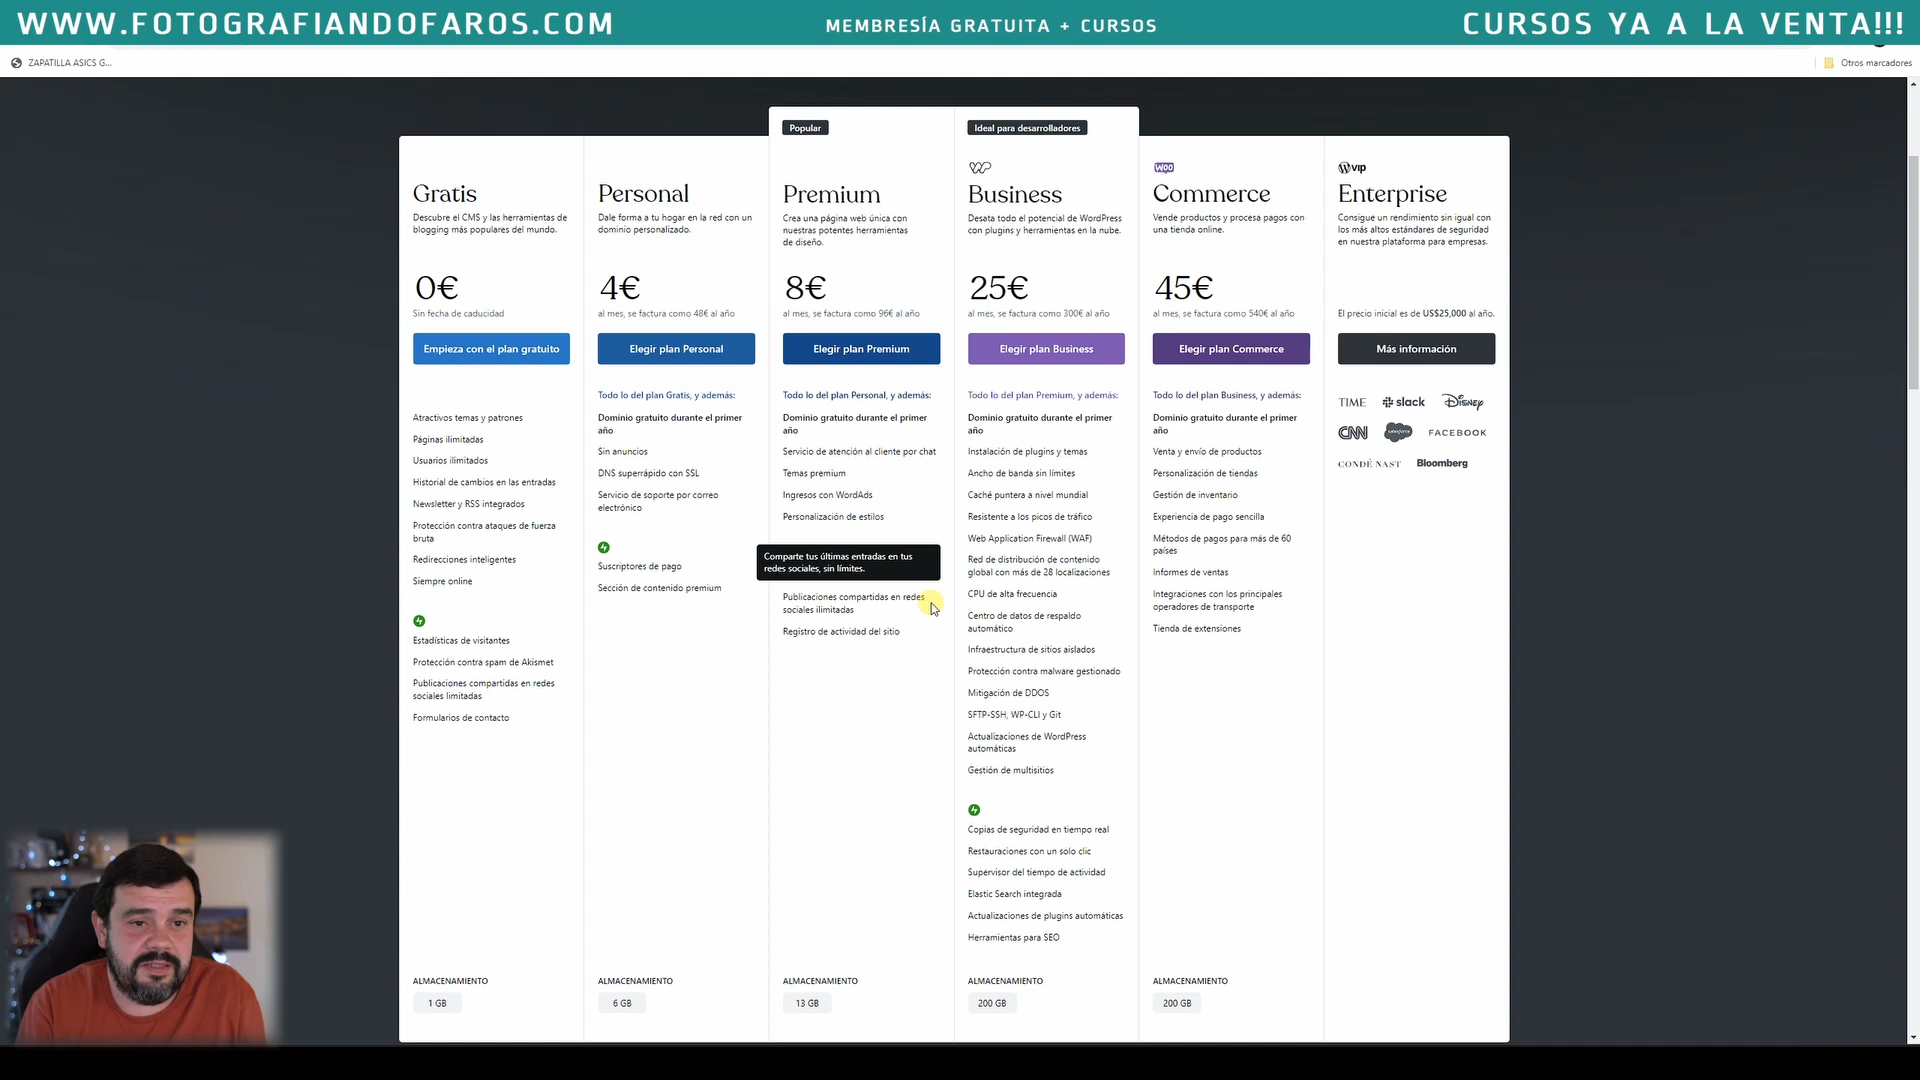 WWW.FOTOGRAFIANDOFAROS.COM
MEMBRESÍA GRATUITA + CURSOS
CURSOS YA A LA VENTA!!!
ZAPATILLA ASICS G...
Otros marcadores
Gratis
Descubre el CMS y las herramientas de
blogging más populares del mundo.
0€
Sin fecha de caducidad
Empieza con el plan gratuito
Atractivos temas y patrones
Páginas ilimitadas
Usuarios ilimitados
Historial de cambios en las entradas
Newsletter y RSS integrados
Protección contra ataques de fuerza
bruta
Redirecciones inteligentes
Siempre online
Estadísticas de visitantes
Protección contra spam de Akismet
Publicaciones compartidas en redes
sociales limitadas
Formularios de contacto
ALMACENAMIENTO
1 GB
Personal
Dale forma a tu hogar en la red con un
dominio personalizado.
4€
al mes, se factura como 48€ al año
Elegir plan Personal
Todo lo del plan Gratis, y además:
Dominio gratuito durante el primer
año
Sin anuncios
DNS superrápido con SSL
Servicio de soporte por correo
electrónico
Suscriptores de pago
Sección de contenido premium
ALMACENAMIENTO
6 GB
Popular
Premium
Crea una página web única con
nuestras potentes herramientas
de diseño.
8€
al mes, se factura como 96€ al año
Elegir plan Premium
Todo lo del plan Personal, y además:
Dominio gratuito durante el primer
año
Servicio de atención al cliente por chat
Temas premium
Ingresos con WordAds
Personalización de estilos
Comparte tus últimas entradas en tus
redes sociales, sin límites.
Publicaciones compartidas en redes
sociales ilimitadas
Registro de actividad del sitio
ALMACENAMIENTO
13 GB
Ideal para desarrolladores
Business
Desata todo el potencial de WordPress
con plugins y herramientas en la nube.
25€
al mes, se factura como 300€ al año
Elegir plan Business
Todo lo del plan Premium, y además:
Dominio gratuito durante el primer
año
Instalación de plugins y temas
Ancho de banda sin límites
Caché puntera a nivel mundial
Resistente a los picos de tráfico
Web Application Firewall (WAF)
Red de distribución de contenido
global con más de 28 localizaciones
CPU de alta frecuencia
Centro de datos de respaldo
automático
Infraestructura de sitios aislados
Protección contra malware gestionado
Mitigación de DDOS
SFTP-SSH, WP-CLI y Git
Actualizaciones de WordPress
automáticas
Gestión de multisitios
Copias de seguridad en tiempo real
Restauraciones con un solo clic
Supervisor del tiempo de actividad
Elastic Search integrada
Actualizaciones de plugins automáticas
Herramientas para SEO
ALMACENAMIENTO
200 GB
WOO
Commerce
Vende productos y procesa pagos con
una tienda online.
45€
al mes, se factura como 540€ al año
Elegir plan Commerce
Todo lo del plan Business, y además:
Dominio gratuito durante el primer
año
Venta y envío de productos
Personalización de tiendas
Gestión de inventario
Experiencia de pago sencilla
Métodos de pagos para más de 60
países
Informes de ventas
Integraciones con los principales
operadores de transporte
Tienda de extensiones
ALMACENAMIENTO
200 GB
vip
Enterprise
Consigue un rendimiento sin igual con
los más altos estándares de seguridad
en nuestra plataforma para empresas.
El precio inicial es de US$25,000 al año.
Más información
TIME slack Disney
CNN salesforce FACEBOOK
CONDÉ NAST Bloomberg